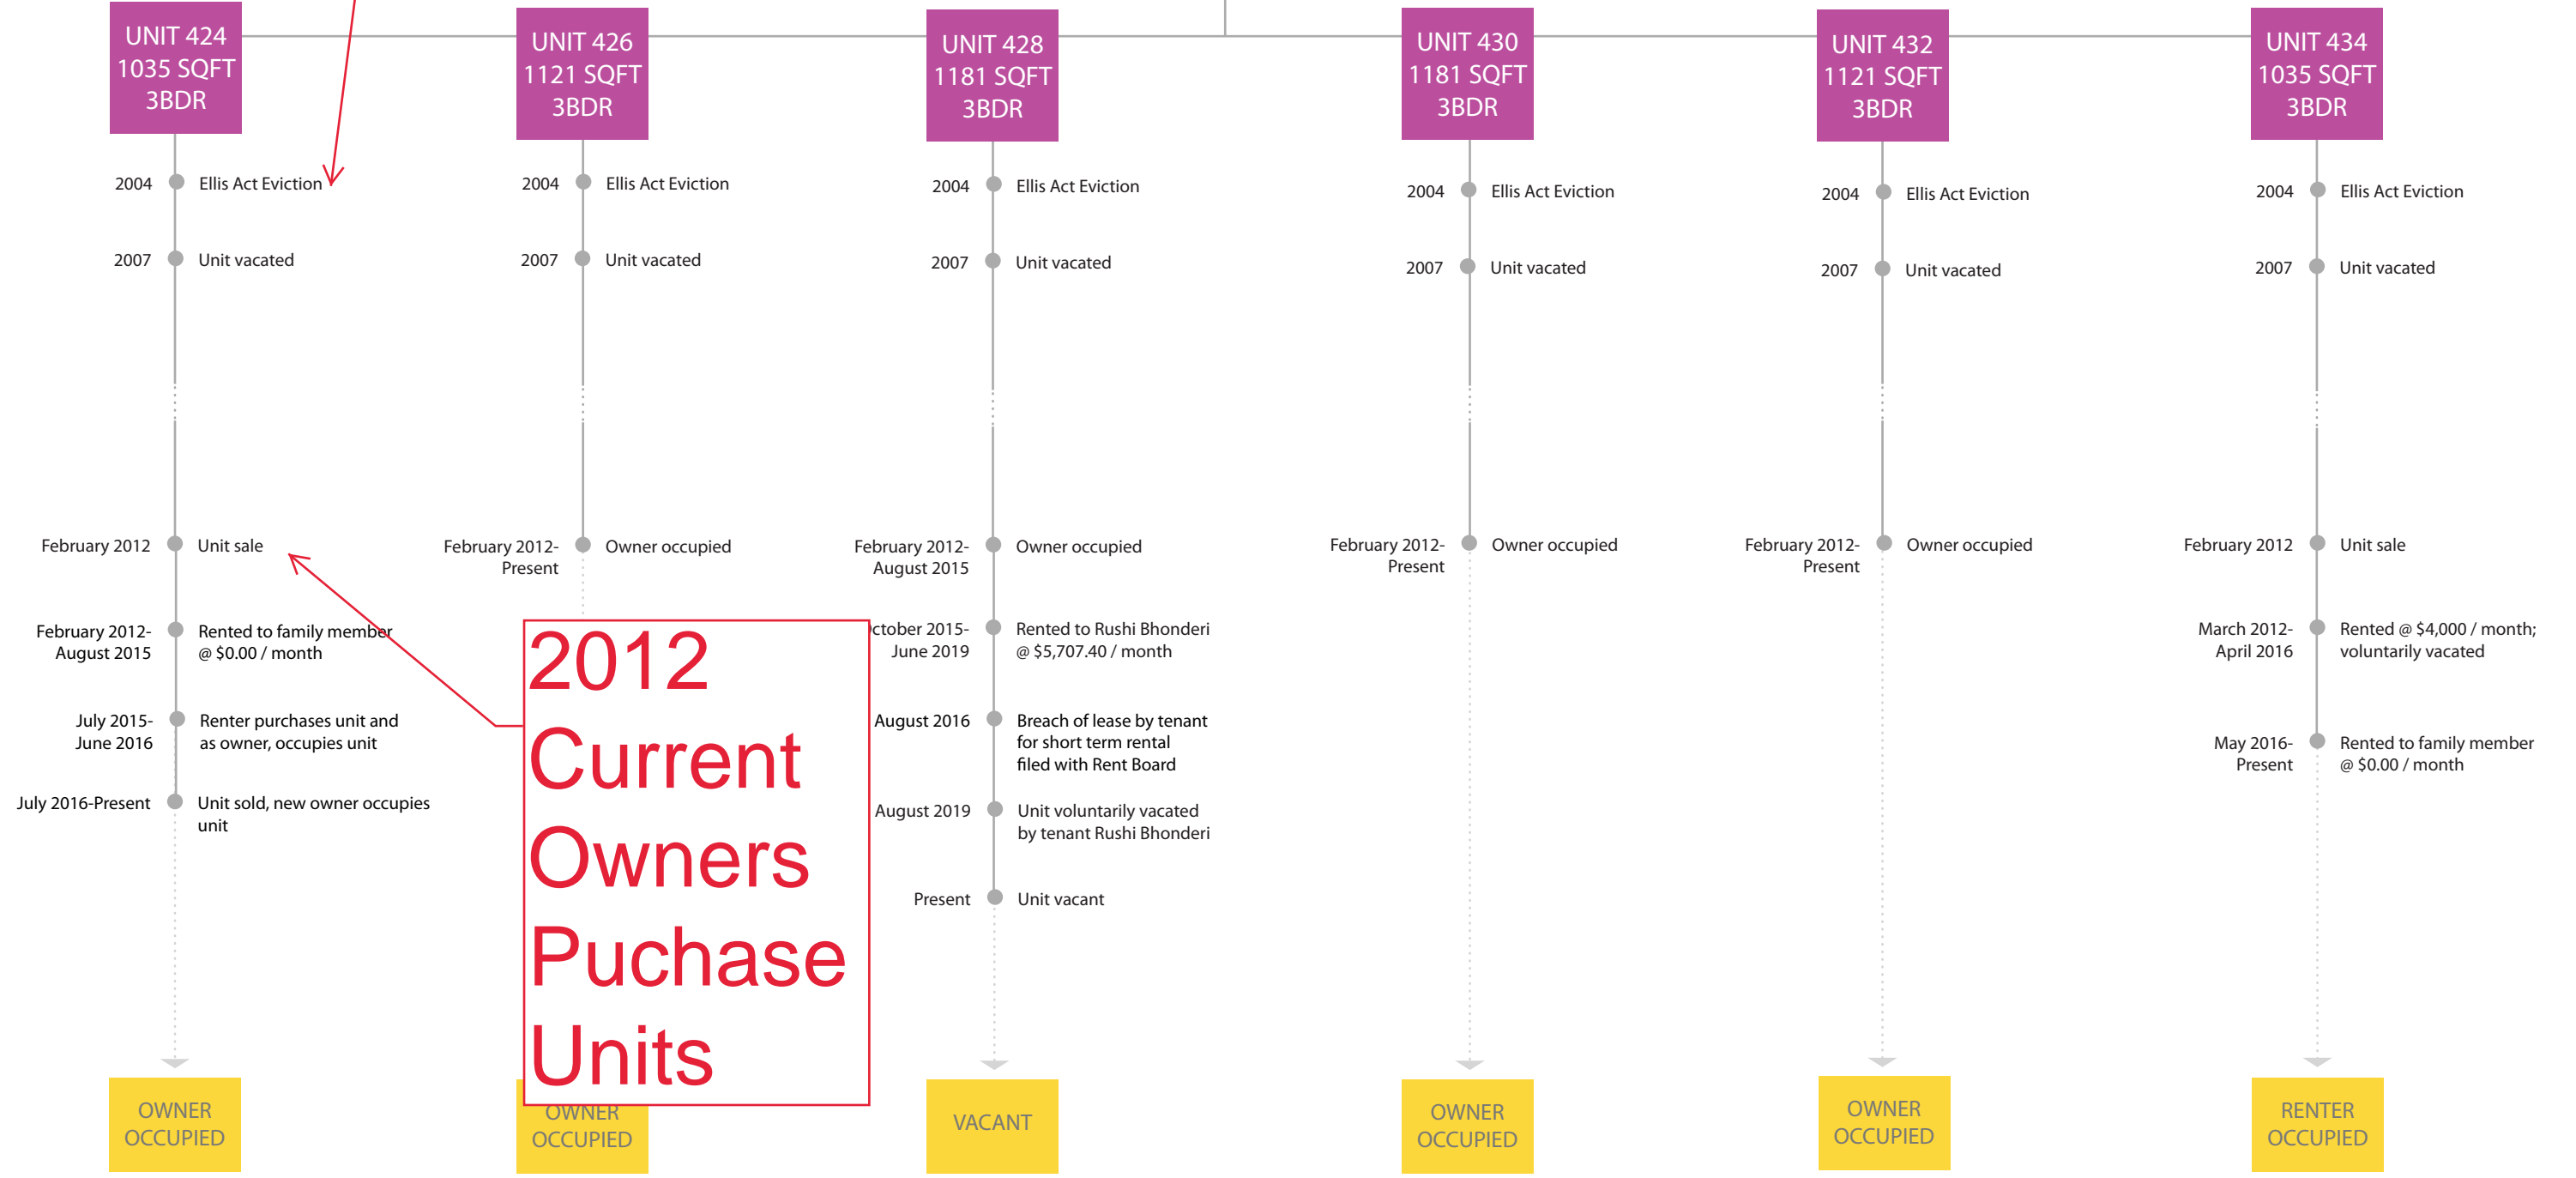 UNIT 424
1035 SQFT
3BDR
2004
Ellis Act Eviction
2007
Unit vacated
February 2012
Unit sale
February 2012-
August 2015
Rented to family member
@ $0.00 / month
July 2015-
June 2016
Renter purchases unit and
as owner, occupies unit
July 2016-Present
Unit sold, new owner occupies
unit
OWNER
OCCUPIED
UNIT 426
1121 SQFT
3BDR
2004
Ellis Act Eviction
2007
Unit vacated
February 2012-
Present
Owner occupied
2012
Current
Owners
Puchase
Units
OWNER
OCCUPIED
UNIT 428
1181 SQFT
3BDR
2004
Ellis Act Eviction
2007
Unit vacated
February 2012-
August 2015
Owner occupied
ctober 2015-
June 2019
Rented to Rushi Bhonderi
@ $5,707.40 / month
August 2016
Breach of lease by tenant
for short term rental
filed with Rent Board
August 2019
Unit voluntarily vacated
by tenant Rushi Bhonderi
Present
Unit vacant
VACANT
UNIT 430
1181 SQFT
3BDR
2004
Ellis Act Eviction
2007
Unit vacated
February 2012-
Present
Owner occupied
OWNER
OCCUPIED
UNIT 432
1121 SQFT
3BDR
2004
Ellis Act Eviction
2007
Unit vacated
February 2012-
Present
Owner occupied
OWNER
OCCUPIED
UNIT 434
1035 SQFT
3BDR
2004
Ellis Act Eviction
2007
Unit vacated
February 2012
Unit sale
March 2012-
April 2016
Rented @ $4,000 / month;
voluntarily vacated
May 2016-
Present
Rented to family member
@ $0.00 / month
RENTER
OCCUPIED